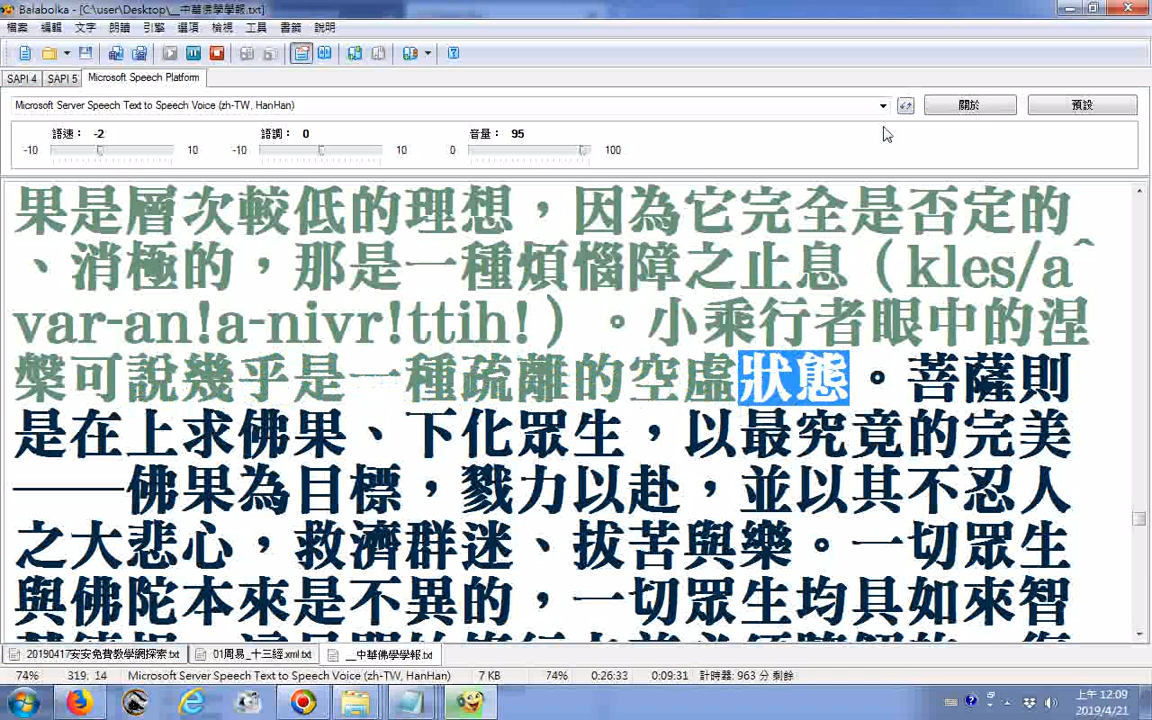 Balabolka - [C:\user\Desktop\__中華佛學學報.txt]
檔案 編輯 文字 朗讀 引擎 選項 檢視 工具 書籤 說明
SAPI 4 SAPI 5 Microsoft Speech Platform
Microsoft Server Speech Text to Speech Voice (zh-TW, HanHan)
關於 預設
語速： -2 語調： 0 音量： 95
-10 10 -10 10 0 100
果是層次較低的理想，因為它完全是否定的
、消極的，那是一種煩惱障之止息（kles/a^
var-an!a-nivr!ttih!）。小乘行者眼中的涅
槃可說幾乎是一種疏離的空虛狀態。菩薩則
是在上求佛果、下化眾生，以最究竟的完美
——佛果為目標，戮力以赴，並以其不忍人
之大悲心，救濟群迷、拔苦與樂。一切眾生
與佛陀本來是不異的，一切眾生均具如來智
20190417安安免費教學網探索.txt 01周易_十三經.xml.txt __中華佛學學報.txt
74% 319: 14 Microsoft Server Speech Text to Speech Voice (zh-TW, HanHan) 7 KB 74% 0:26:33 0:09:31 計時器: 963 分 剩餘
上午 12:09
2019/4/21